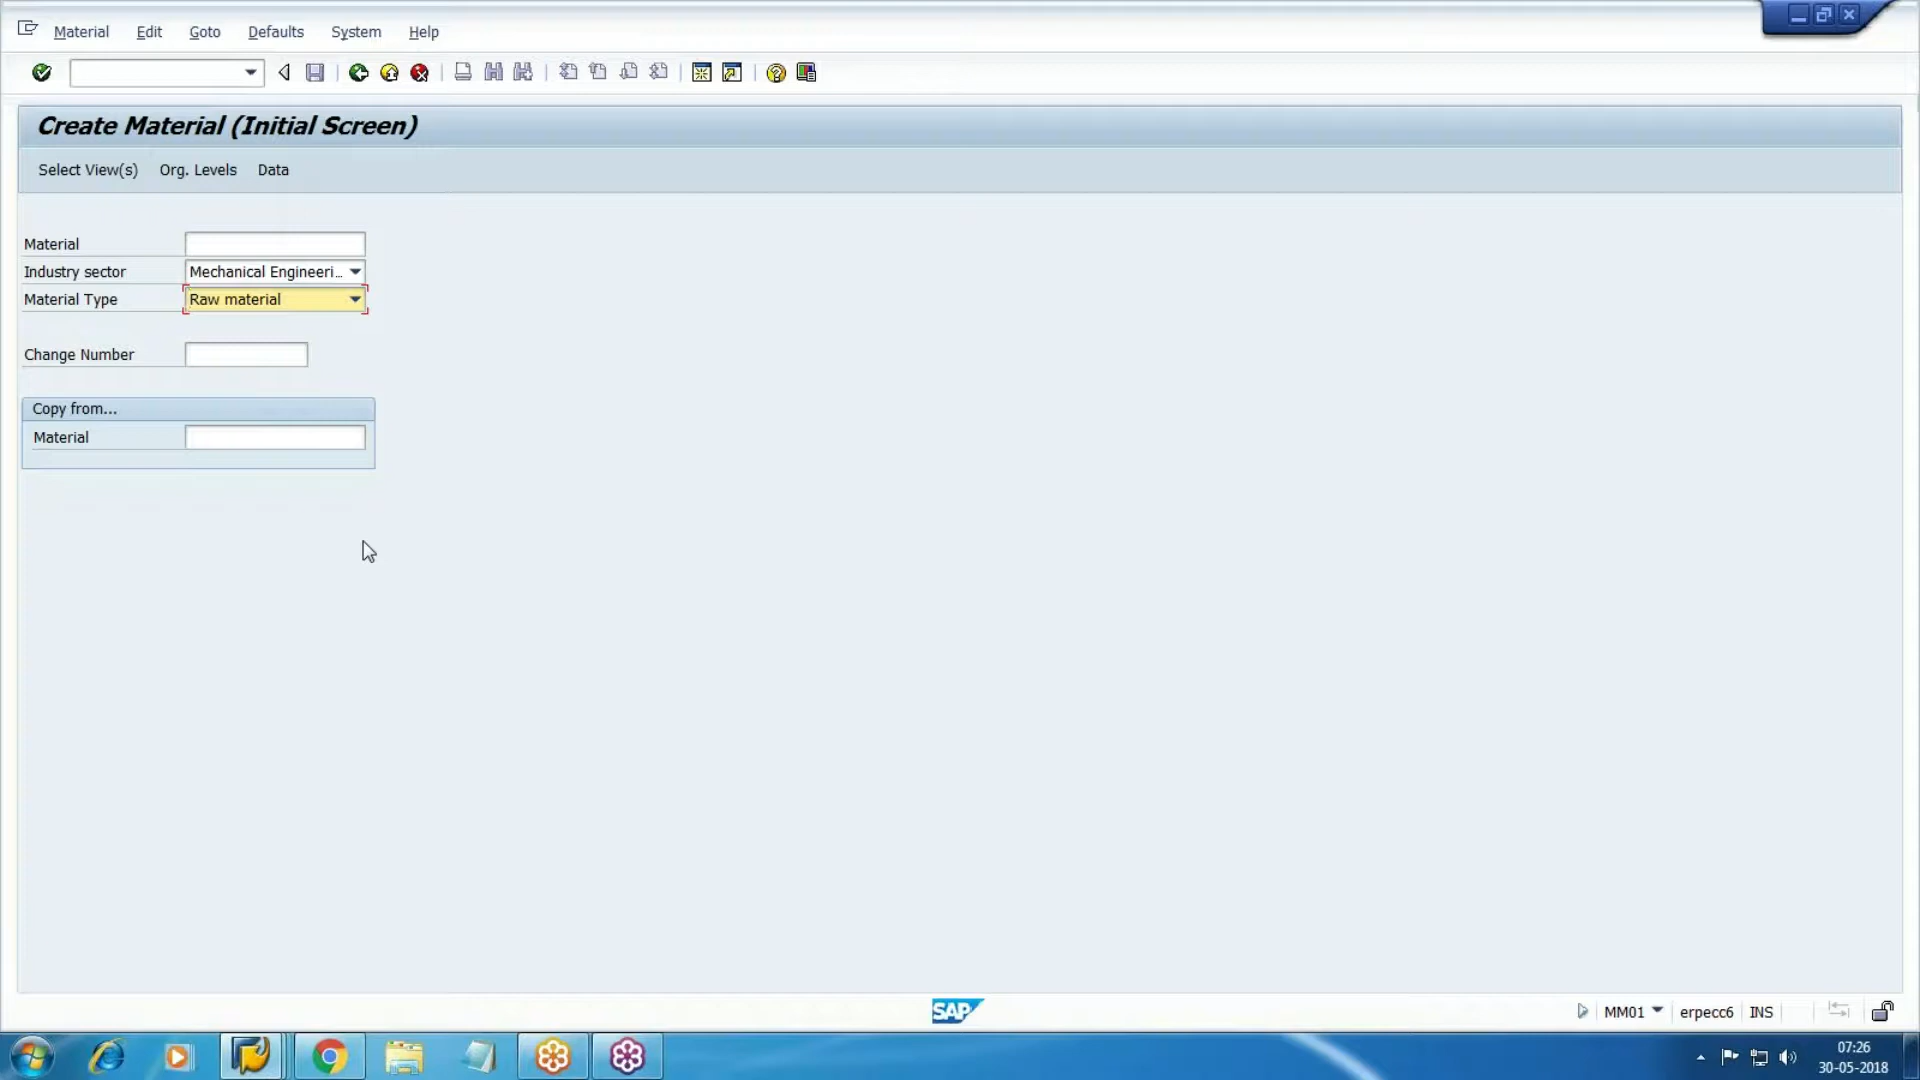 Material Edit Goto Defaults System Help
Create Material (Initial Screen)
Select View(s) Org. Levels Data
Material
Industry sector Mechanical Engineeri...
Material Type Raw material
Change Number
Copy from...
Material
SAP
MM01 erpecc6 INS
07:26
30-05-2018